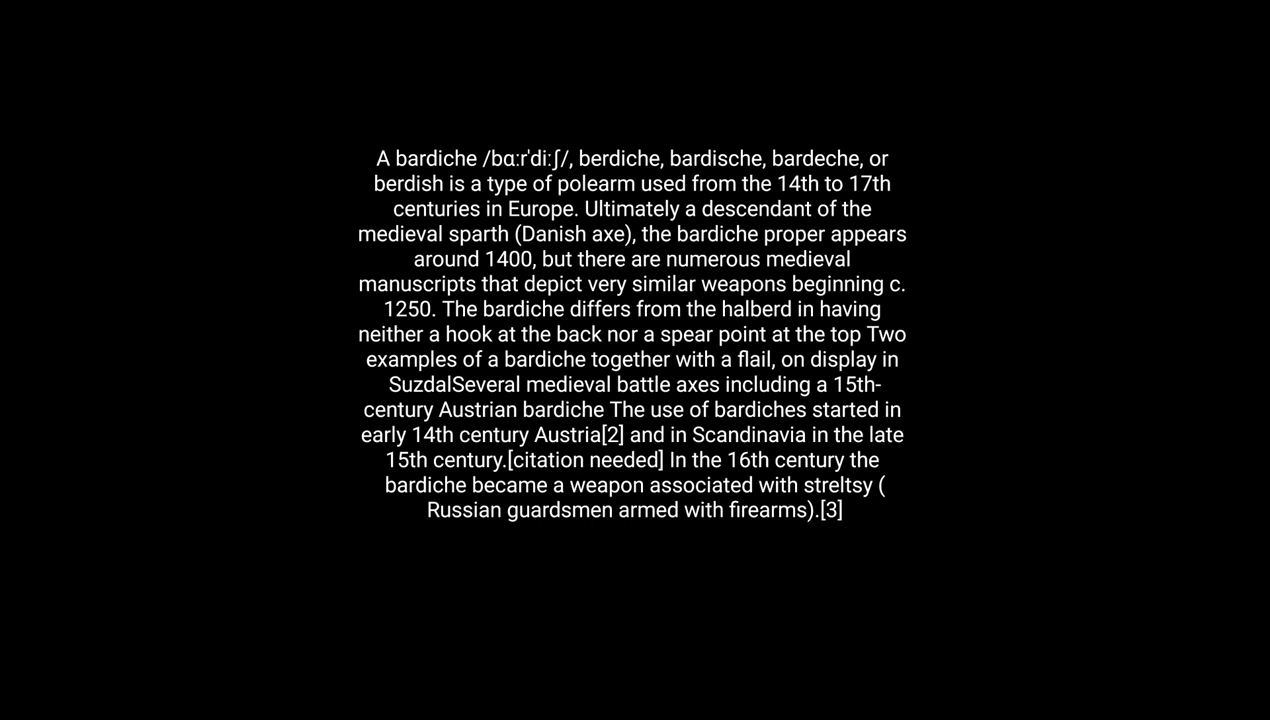 A bardiche /bɑːrˈdiːʃ/, berdiche, bardische, bardeche, or
berdish is a type of polearm used from the 14th to 17th
centuries in Europe. Ultimately a descendant of the
medieval sparth (Danish axe), the bardiche proper appears
around 1400, but there are numerous medieval
manuscripts that depict very similar weapons beginning c.
1250. The bardiche differs from the halberd in having
neither a hook at the back nor a spear point at the top Two
examples of a bardiche together with a flail, on display in
SuzdalSeveral medieval battle axes including a 15th-
century Austrian bardiche The use of bardiches started in
early 14th century Austria[2] and in Scandinavia in the late
15th century.[citation needed] In the 16th century the
bardiche became a weapon associated with streltsy (
Russian guardsmen armed with firearms).[3]